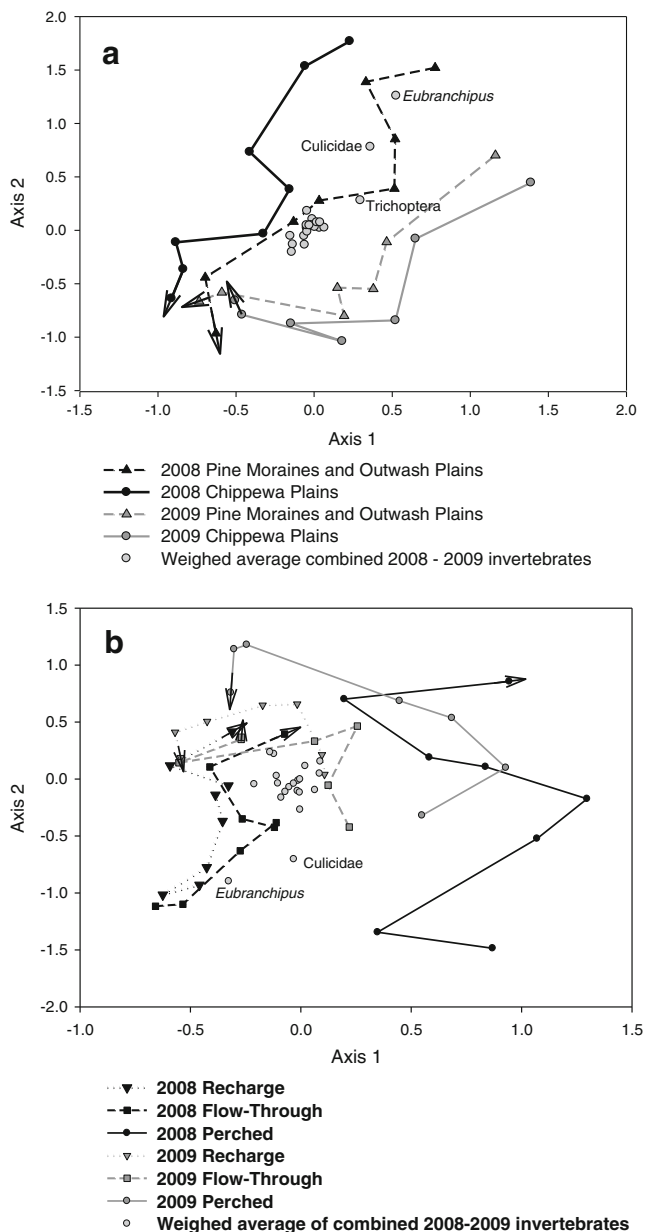 a
2.0
1.5
1.0
0.5
0.0
-0.5
-1.0
-1.5
Axis 2
Eubranchipus
Culicidae
Trichoptera
-1.5 -1.0 -0.5 0.0 0.5 1.0 1.5 2.0
Axis 1
2008 Pine Moraines and Outwash Plains
2008 Chippewa Plains
2009 Pine Moraines and Outwash Plains
2009 Chippewa Plains
Weighed average combined 2008 - 2009 invertebrates
b
1.5
1.0
0.5
0.0
-0.5
-1.0
-1.5
-2.0
Axis 2
Culicidae
Eubranchipus
-1.0 -0.5 0.0 0.5 1.0 1.5
Axis 1
2008 Recharge
2008 Flow-Through
2008 Perched
2009 Recharge
2009 Flow-Through
2009 Perched
Weighed average of combined 2008-2009 invertebrates